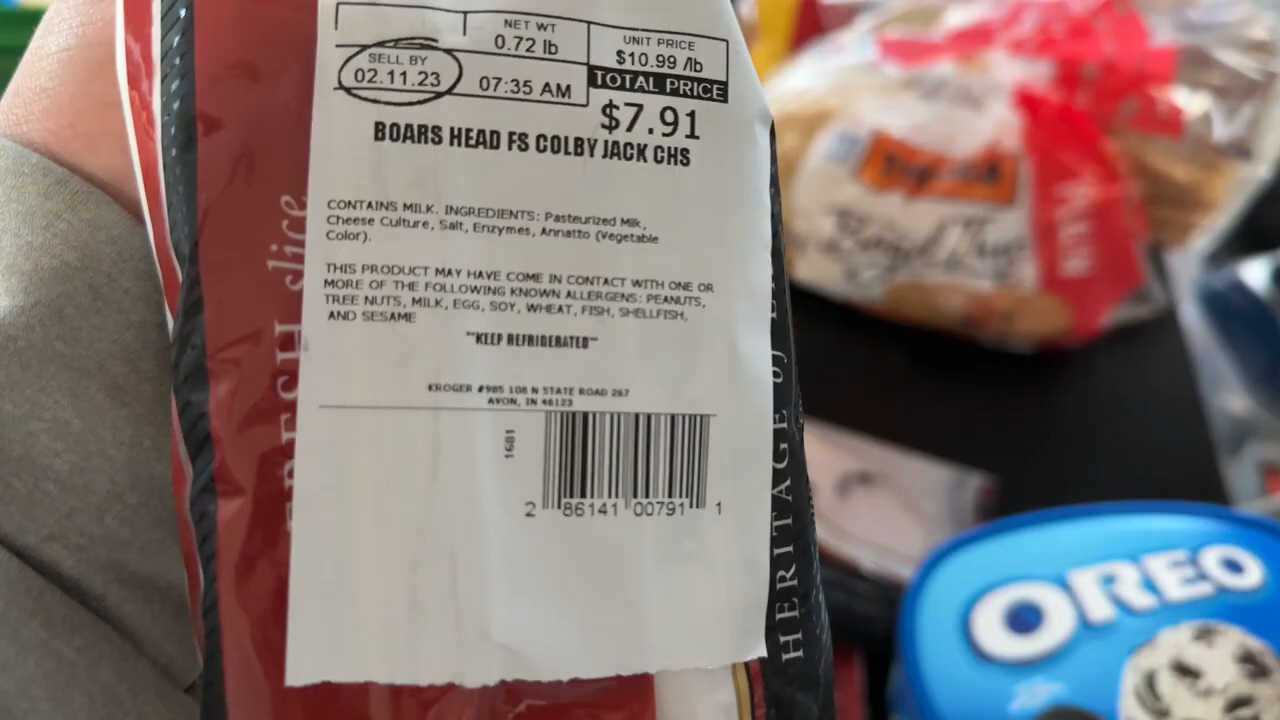 NET WT
0.72 lb
UNIT PRICE
$10.99 /lb
SELL BY
02.11.23
07:35 AM
TOTAL PRICE
$7.91
BOARS HEAD FS COLBY JACK CHS
CONTAINS MILK. INGREDIENTS: Pasteurized Milk,
Cheese Culture, Salt, Enzymes, Annatto (Vegetable
Color).
THIS PRODUCT MAY HAVE COME IN CONTACT WITH ONE OR
MORE OF THE FOLLOWING KNOWN ALLERGENS: PEANUTS,
TREE NUTS, MILK, EGG, SOY, WHEAT, FISH, SHELLFISH,
AND SESAME
**KEEP REFRIGERATED**
KROGER #985 108 N STATE ROAD 267
AVON, IN 46123
1681
2 86141 00791 1
FRESH slice
HERITAGE of
OREO